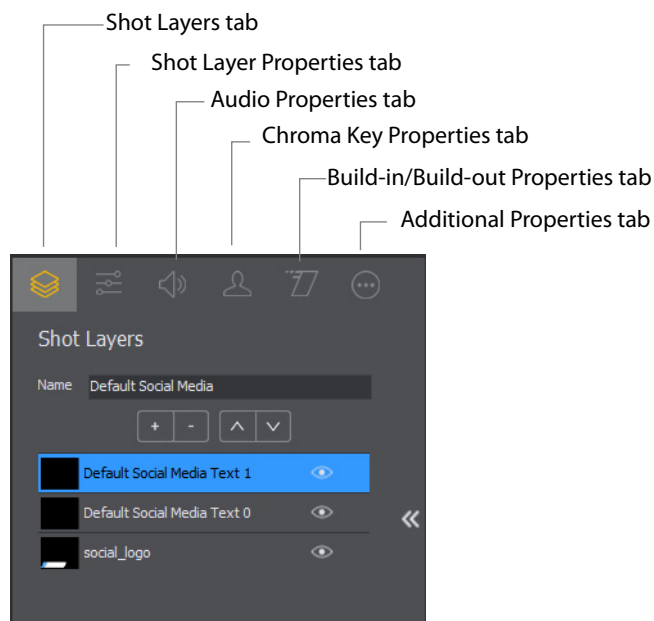 Shot Layers tab
Shot Layer Properties tab
Audio Properties tab
Chroma Key Properties tab
Build-in/Build-out Properties tab
Additional Properties tab
Shot Layers
Name Default Social Media
+ -
Default Social Media Text 1
Default Social Media Text 0
social_logo